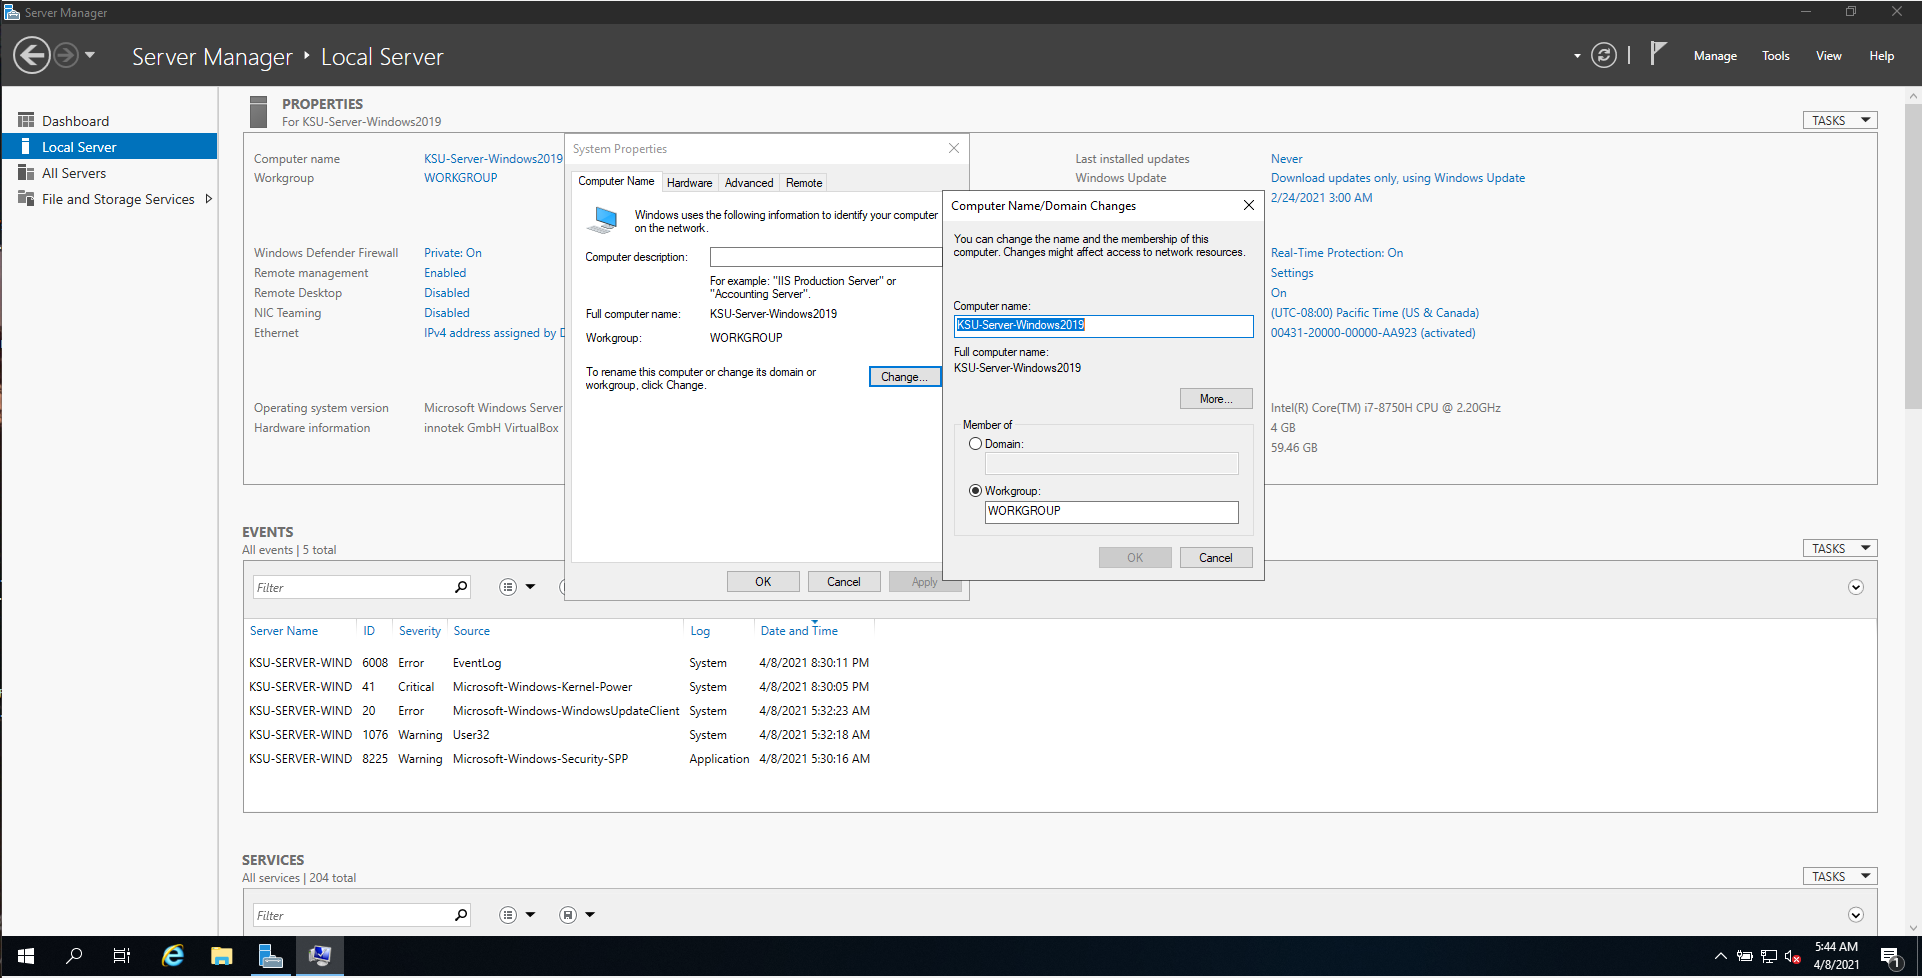 Server Manager
Server Manager ‣ Local Server
Manage Tools View Help
Dashboard
Local Server
All Servers
File and Storage Services
PROPERTIES
For KSU-Server-Windows2019
TASKS
Computer name KSU-Server-Windows2019
Workgroup WORKGROUP
Windows Defender Firewall Private: On
Remote management Enabled
Remote Desktop Disabled
NIC Teaming Disabled
Ethernet IPv4 address assigned by D
Operating system version Microsoft Windows Server
Hardware information innotek GmbH VirtualBox
Last installed updates Never
Windows Update Download updates only, using Windows Update
2/24/2021 3:00 AM
Real-Time Protection: On
Settings
On
(UTC-08:00) Pacific Time (US & Canada)
00431-20000-00000-AA923 (activated)
Intel(R) Core(TM) i7-8750H CPU @ 2.20GHz
4 GB
59.46 GB
System Properties
Computer Name Hardware Advanced Remote
Windows uses the following information to identify your computer
on the network.
Computer description:
For example: "IIS Production Server" or
"Accounting Server".
Full computer name: KSU-Server-Windows2019
Workgroup: WORKGROUP
To rename this computer or change its domain or
workgroup, click Change.
Change...
OK Cancel Apply
Computer Name/Domain Changes
You can change the name and the membership of this
computer. Changes might affect access to network resources.
Computer name:
KSU-Server-Windows2019
Full computer name:
KSU-Server-Windows2019
More...
Member of
Domain:
Workgroup:
WORKGROUP
OK Cancel
EVENTS
All events | 5 total
TASKS
Filter
Server Name ID Severity Source Log Date and Time
KSU-SERVER-WIND 6008 Error EventLog System 4/8/2021 8:30:11 PM
KSU-SERVER-WIND 41 Critical Microsoft-Windows-Kernel-Power System 4/8/2021 8:30:05 PM
KSU-SERVER-WIND 20 Error Microsoft-Windows-WindowsUpdateClient System 4/8/2021 5:32:23 AM
KSU-SERVER-WIND 1076 Warning User32 System 4/8/2021 5:32:18 AM
KSU-SERVER-WIND 8225 Warning Microsoft-Windows-Security-SPP Application 4/8/2021 5:30:16 AM
SERVICES
All services | 204 total
TASKS
Filter
5:44 AM
4/8/2021
1